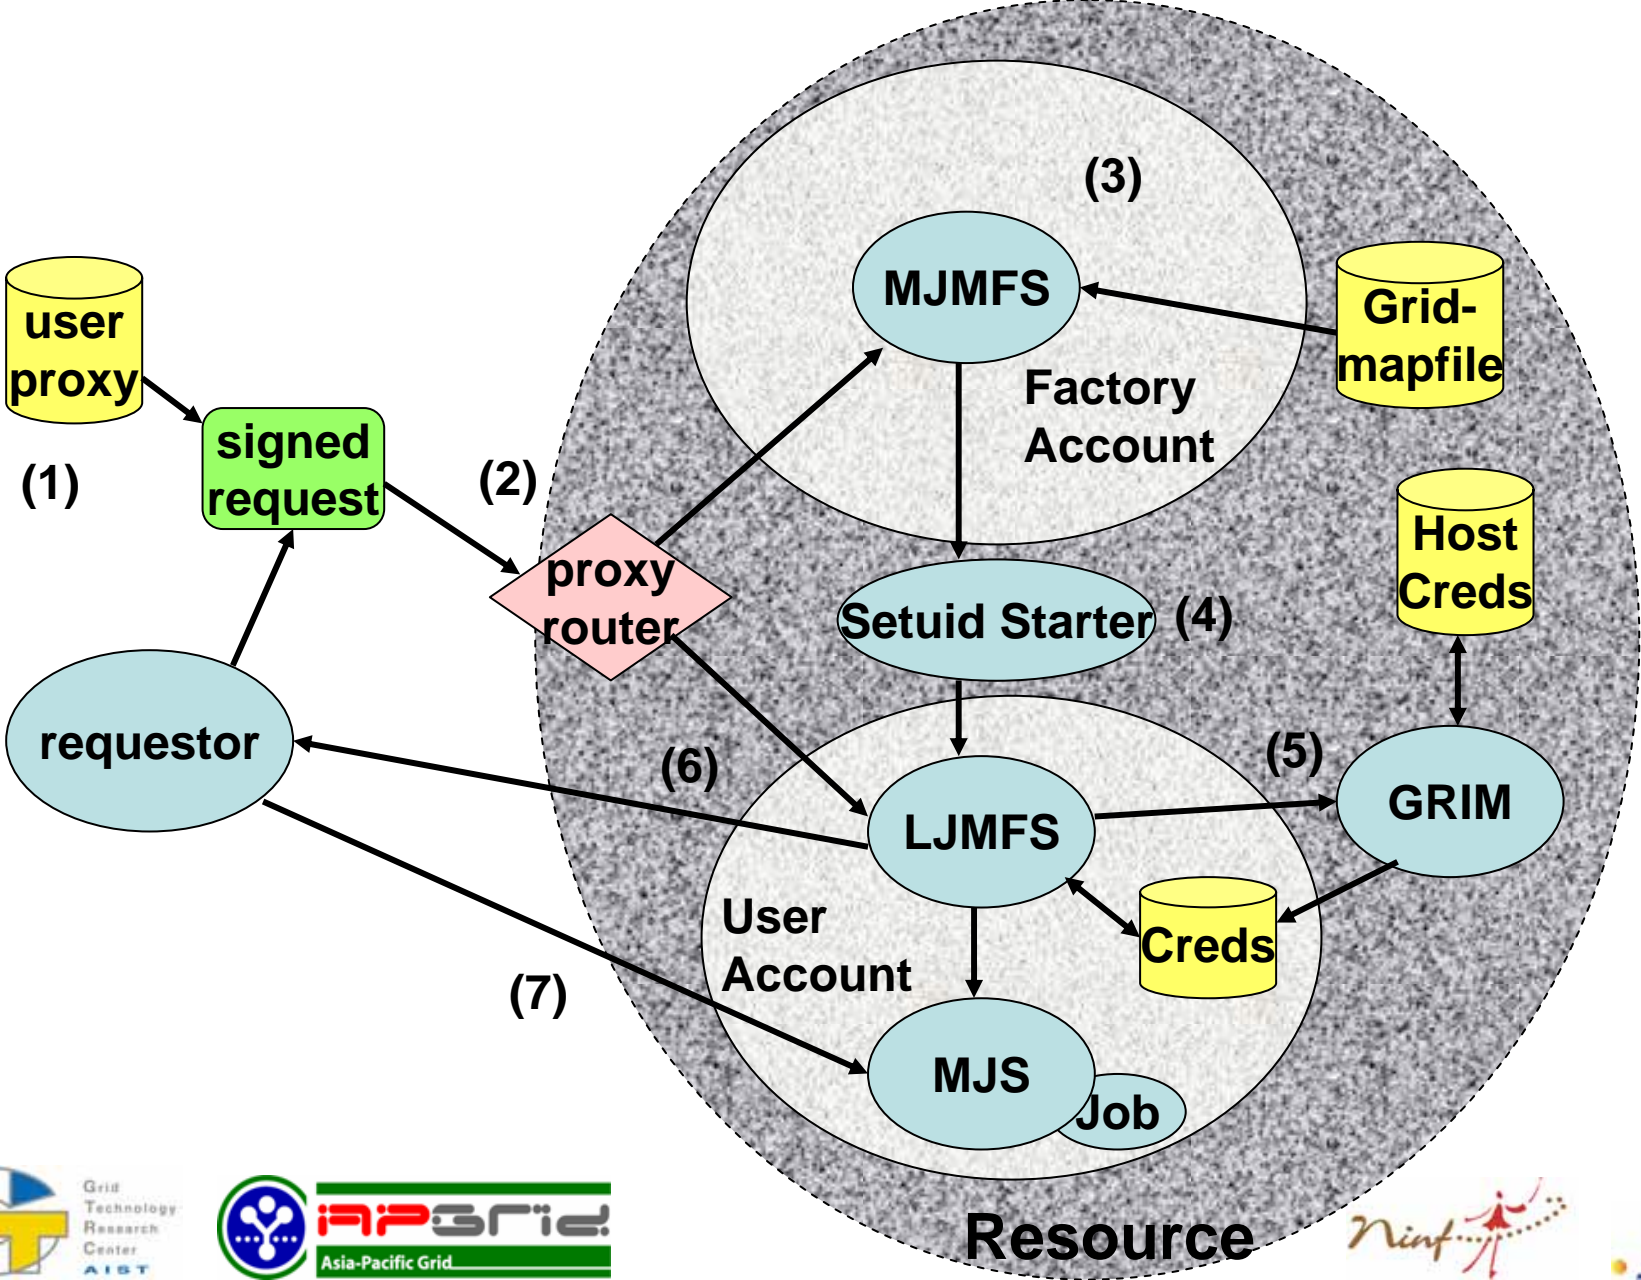 (3)
MJMFS
Grid-
mapfile
user
proxy
Factory
Account
signed
request
(1)
(2)
Host
Creds
proxy
router
Setuid Starter
(4)
requestor
(6)
(5)
LJMFS
GRIM
User
Account
Creds
(7)
MJS
Job
Resource
Grid
Technology
Research
Center
AIST
APGrid
Asia-Pacific Grid
Ninf